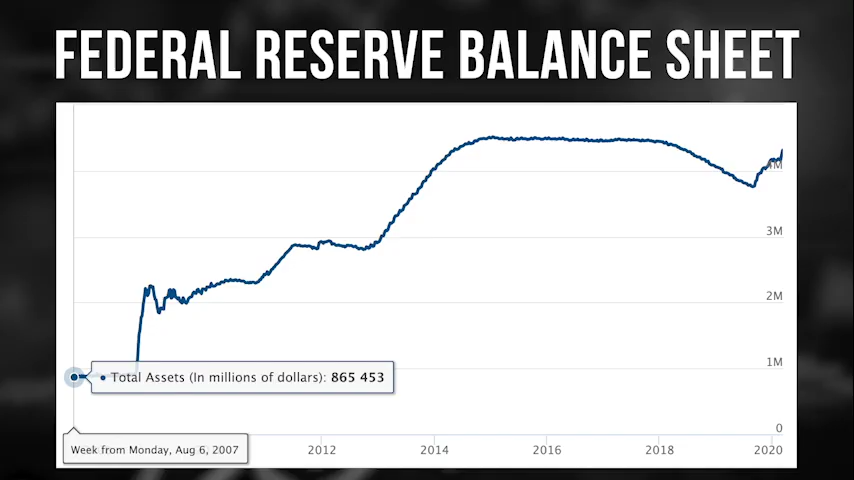 FEDERAL RESERVE BALANCE SHEET
4M
3M
2M
1M
Total Assets (In millions of dollars): 865 453
0
Week from Monday, Aug 6, 2007
2012
2014
2016
2018
2020